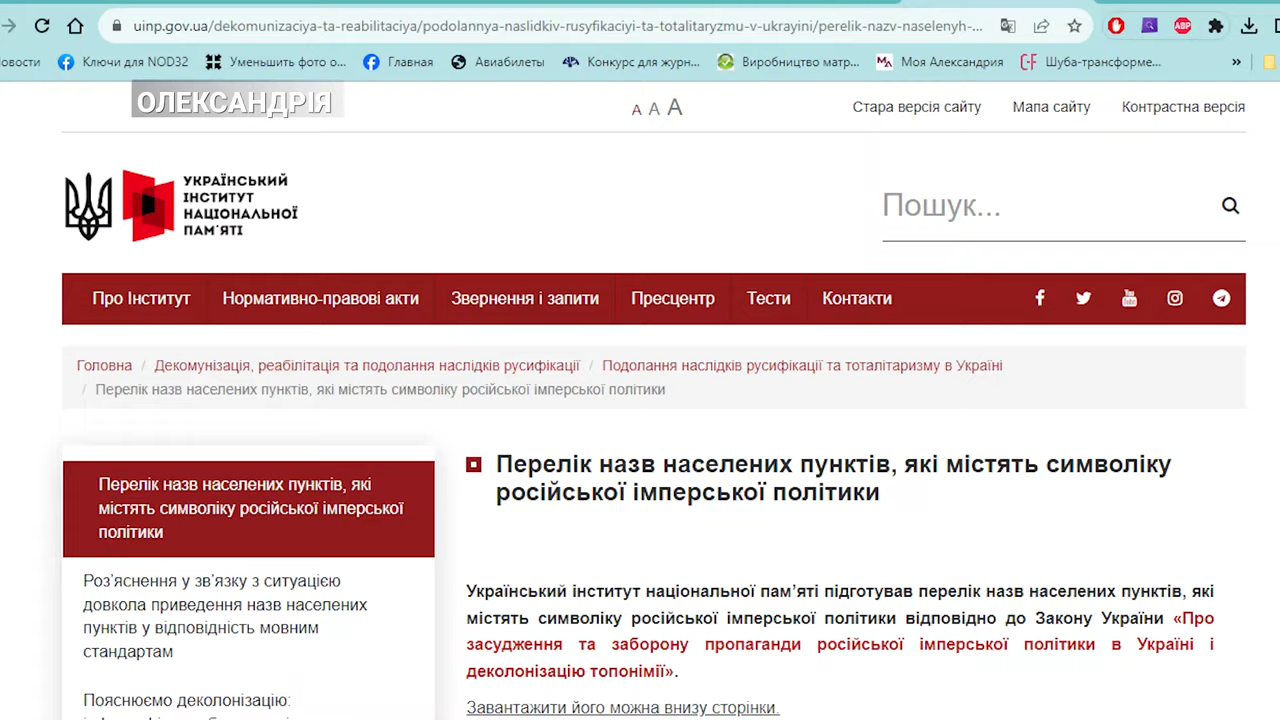 uinp.gov.ua/dekomunizaciya-ta-reabilitaciya/podolannya-naslidkiv-rusyfikaciyi-ta-totalitaryzmu-v-ukrayini/perelik-nazv-naselenyh-...
овости Ключи для NOD32 Уменьшить фото о... Главная Авиабилеты Конкурс для журн... Виробництво матр... Моя Александрия Шуба-трансформе... »
ОЛЕКСАНДРІЯ
A A A Стара версія сайту Мапа сайту Контрастна версія
УКРАЇНСЬКИЙ
ІНСТИТУТ
НАЦІОНАЛЬНОЇ
ПАМ'ЯТІ
Пошук...
Про Інститут Нормативно-правові акти Звернення і запити Пресцентр Тести Контакти
Головна / Декомунізація, реабілітація та подолання наслідків русифікації / Подолання наслідків русифікації та тоталітаризму в Україні
/ Перелік назв населених пунктів, які містять символіку російської імперської політики
Перелік назв населених пунктів, які
містять символіку російської імперської
політики
Роз'яснення у зв'язку з ситуацією
довкола приведення назв населених
пунктів у відповідність мовним
стандартам
Пояснюємо деколонізацію:
Перелік назв населених пунктів, які містять символіку
російської імперської політики
Український інститут національної пам'яті підготував перелік назв населених пунктів, які
містять символіку російської імперської політики відповідно до Закону України «Про
засудження та заборону пропаганди російської імперської політики в Україні і
деколонізацію топонімії».
Завантажити його можна внизу сторінки.